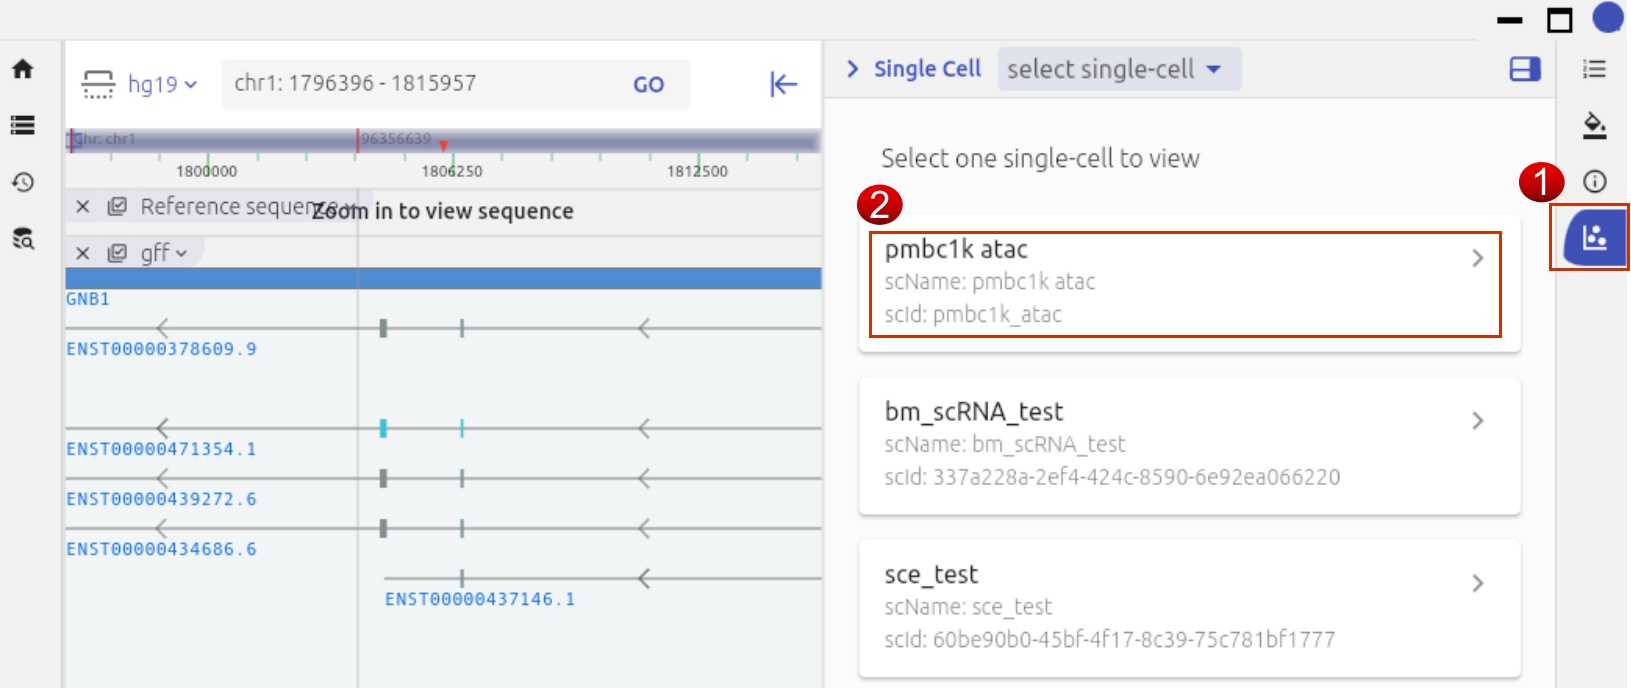 hg19
chr1: 1796396 - 1815957
GO
Chr: chr1
96356639
1800000
1806250
1812500
Reference sequence
Zoom in to view sequence
gff
GNB1
ENST00000378609.9
ENST00000471354.1
ENST00000439272.6
ENST00000434686.6
ENST00000437146.1
Single Cell
select single-cell
Select one single-cell to view
1
2
pmbc1k atac
scName: pmbc1k atac
scId: pmbc1k_atac
bm_scRNA_test
scName: bm_scRNA_test
scId: 337a228a-2ef4-424c-8590-6e92ea066220
sce_test
scName: sce_test
scId: 60be90b0-45bf-4f17-8c39-75c781bf1777